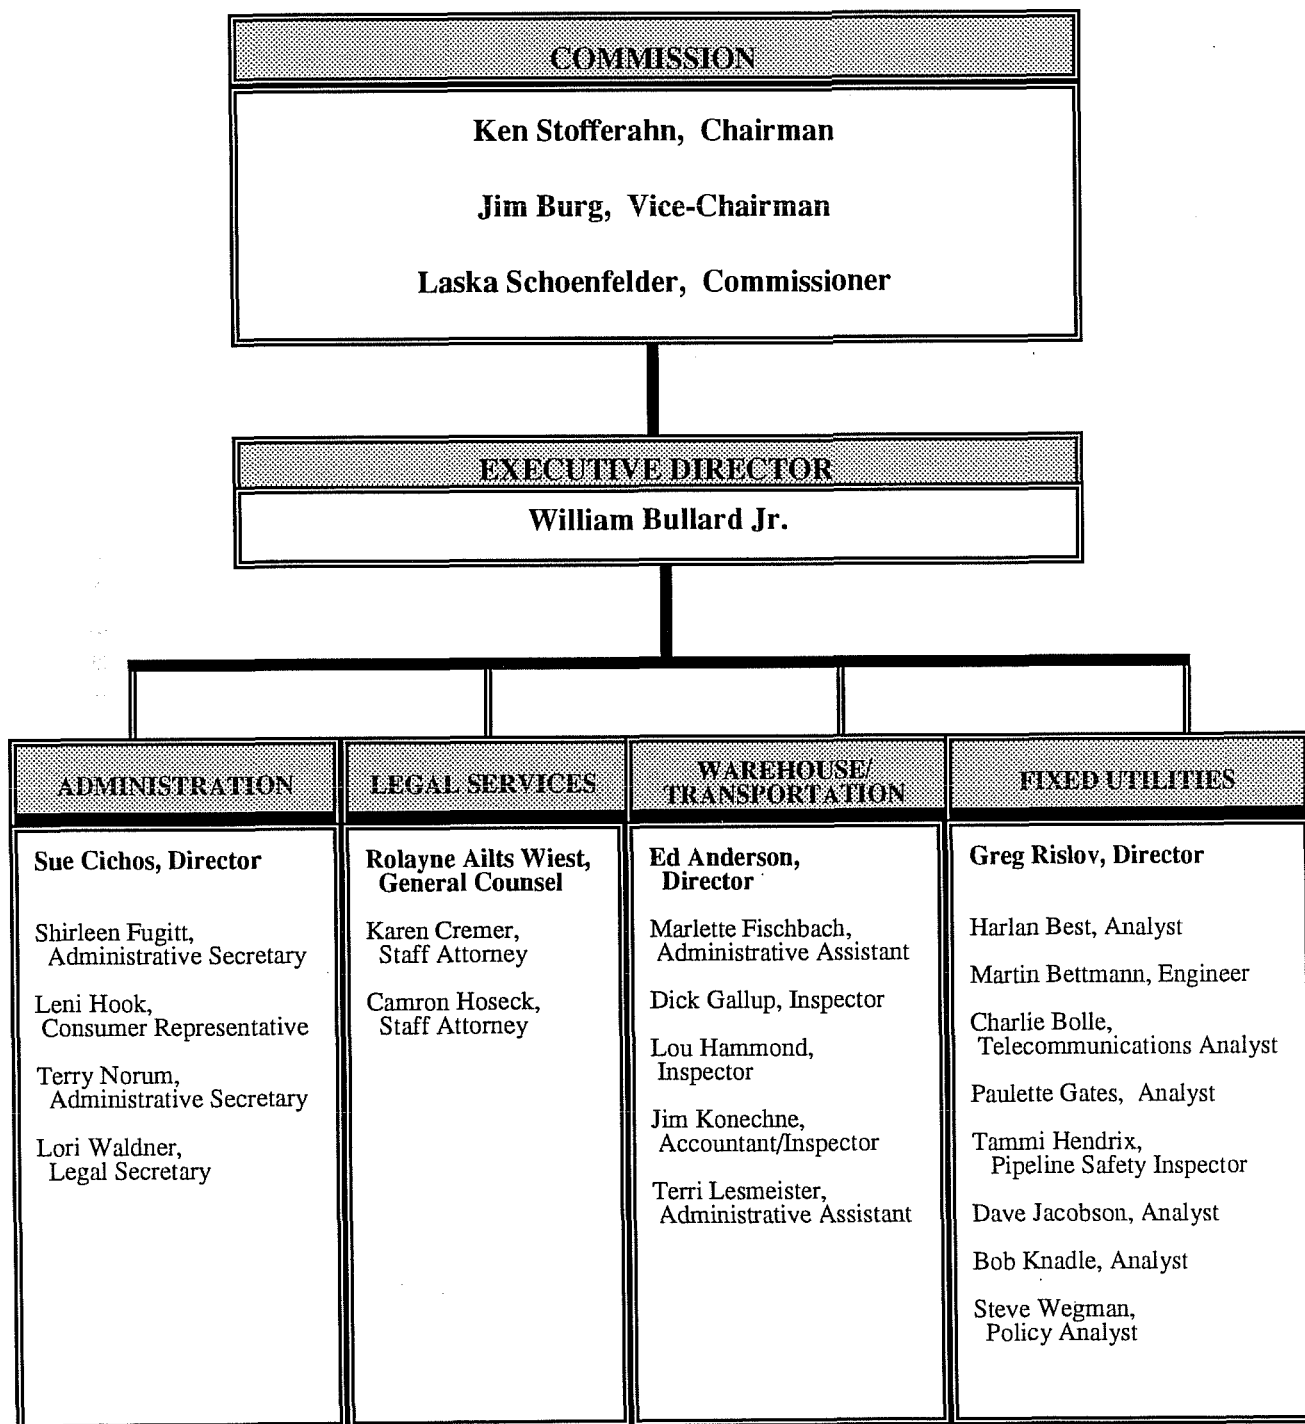 COMMISSION
Ken Stofferahn, Chairman
Jim Burg, Vice-Chairman
Laska Schoenfelder, Commissioner
EXECUTIVE DIRECTOR
William Bullard Jr.
ADMINISTRATION
Sue Cichos, Director
Shirleen Fugitt,
Administrative Secretary
Leni Hook,
Consumer Representative
Terry Norum,
Administrative Secretary
Lori Waldner,
Legal Secretary
LEGAL SERVICES
Rolayne Ailts Wiest,
General Counsel
Karen Cremer,
Staff Attorney
Camron Hoseck,
Staff Attorney
WAREHOUSE/
TRANSPORTATION
Ed Anderson,
Director
Marlette Fischbach,
Administrative Assistant
Dick Gallup, Inspector
Lou Hammond,
Inspector
Jim Konechne,
Accountant/Inspector
Terri Lesmeister,
Administrative Assistant
FIXED UTILITIES
Greg Rislov, Director
Harlan Best, Analyst
Martin Bettmann, Engineer
Charlie Bolle,
Telecommunications Analyst
Paulette Gates, Analyst
Tammi Hendrix,
Pipeline Safety Inspector
Dave Jacobson, Analyst
Bob Knadle, Analyst
Steve Wegman,
Policy Analyst